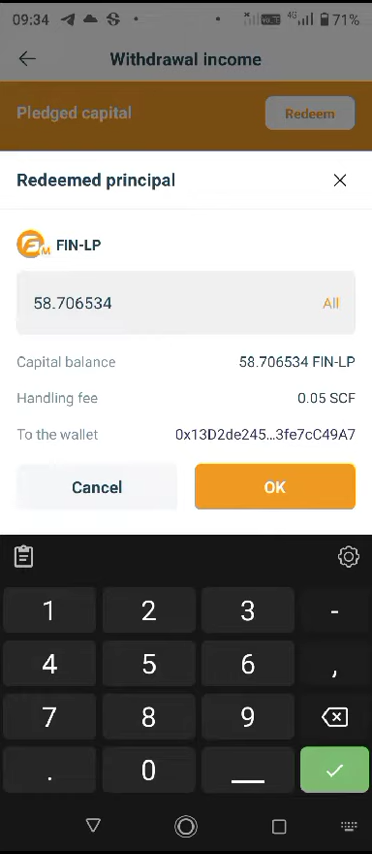 09:34 4G 71%
Withdrawal income
Pledged capital Redeem
Redeemed principal
FIN-LP
58.706534 All
Capital balance 58.706534 FIN-LP
Handling fee 0.05 SCF
To the wallet 0x13D2de245...3fe7cC49A7
Cancel OK
1 2 3 -
4 5 6 ,
7 8 9
. 0